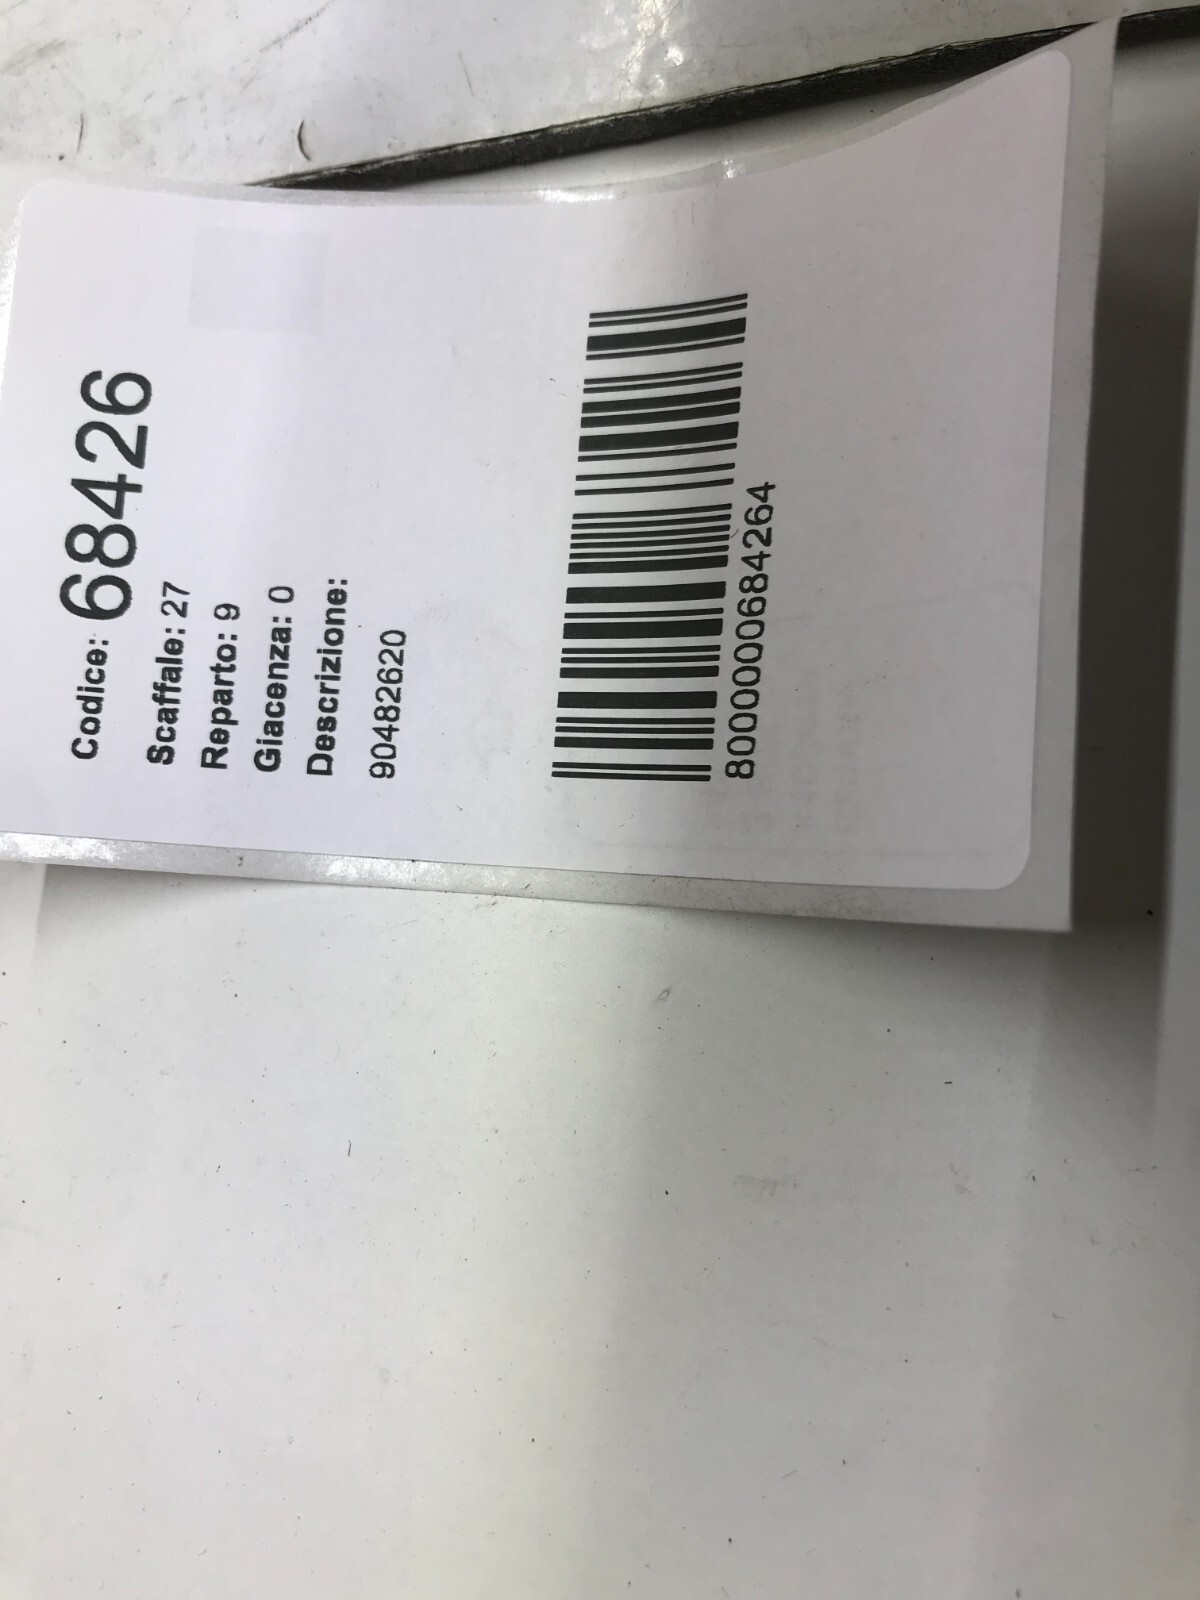 Codice: 68426
Scaffale: 27
Reparto: 9
Giacenza: 0
Descrizione:
90482620
8000000684264